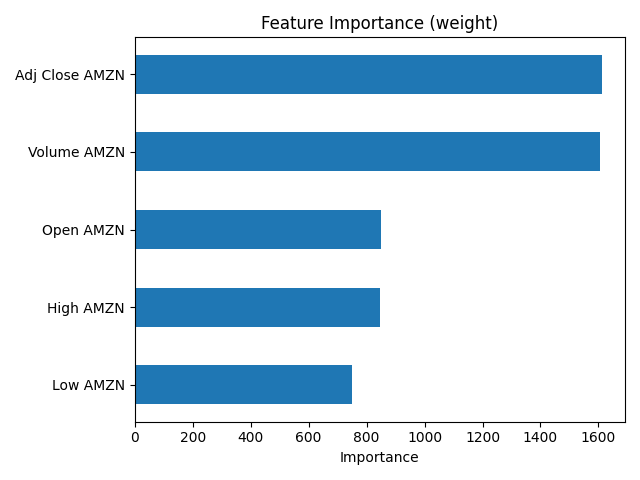 Feature Importance (weight)
Adj Close AMZN
Volume AMZN
Open AMZN
High AMZN
Low AMZN
0 200 400 600 800 1000 1200 1400 1600
Importance